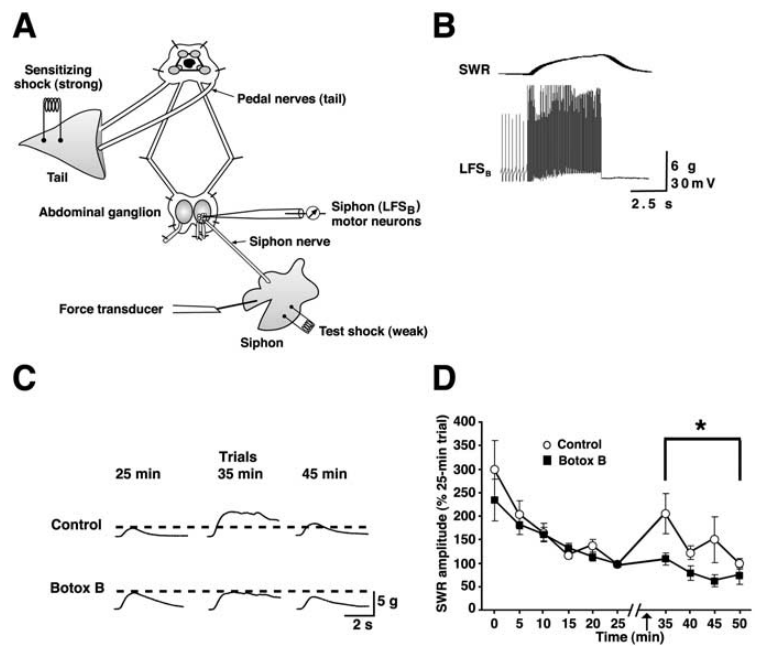 A
Sensitizing
shock (strong)
Tail
Pedal nerves (tail)
Abdominal ganglion
Siphon (LFSB)
motor neurons
Siphon nerve
Force transducer
Test shock (weak)
Siphon
B
SWR
LFSB
6 g
30mV
2.5 s
C
Trials
25 min 35 min 45 min
Control
Botox B
5 g
2 s
D
SWR amplitude (% 25-min trial)
400
350
300
250
200
150
100
50
0
Control
Botox B
*
0 5 10 15 20 25 35 40 45 50
Time (min)